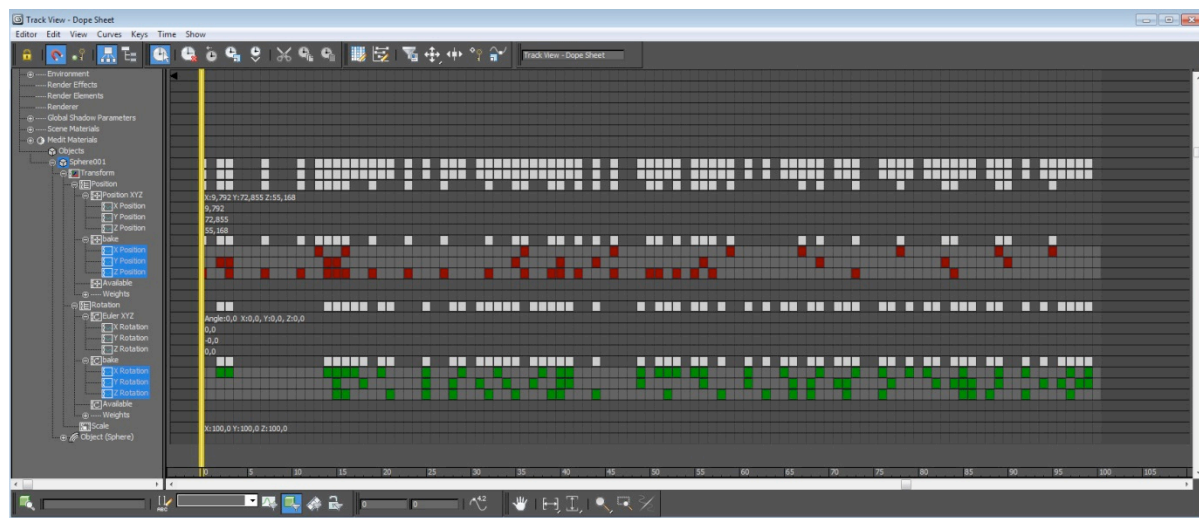 Track View - Dope Sheet
Editor Edit View Curves Keys Time Show
Track View - Dope Sheet
Environment
Render Effects
Render Elements
Renderer
Global Shadow Parameters
Scene Materials
Medit Materials
Objects
Sphere001
Transform
Position
Position XYZ
X:9,792 Y:72,855 Z:55,168
X Position
9,792
Y Position
72,855
Z Position
55,168
bake
X Position
Y Position
Z Position
Available
Weights
Rotation
Euler XYZ
Angle:0,0 X:0,0, Y:0,0, Z:0,0
X Rotation
0,0
Y Rotation
-0,0
Z Rotation
0,0
bake
X Rotation
Y Rotation
Z Rotation
Available
Weights
Scale
X:100,0 Y:100,0 Z:100,0
Object (Sphere)
0 5 10 15 20 25 30 35 40 45 50 55 60 65 70 75 80 85 90 95 100 105
ABC 0 0 4.2